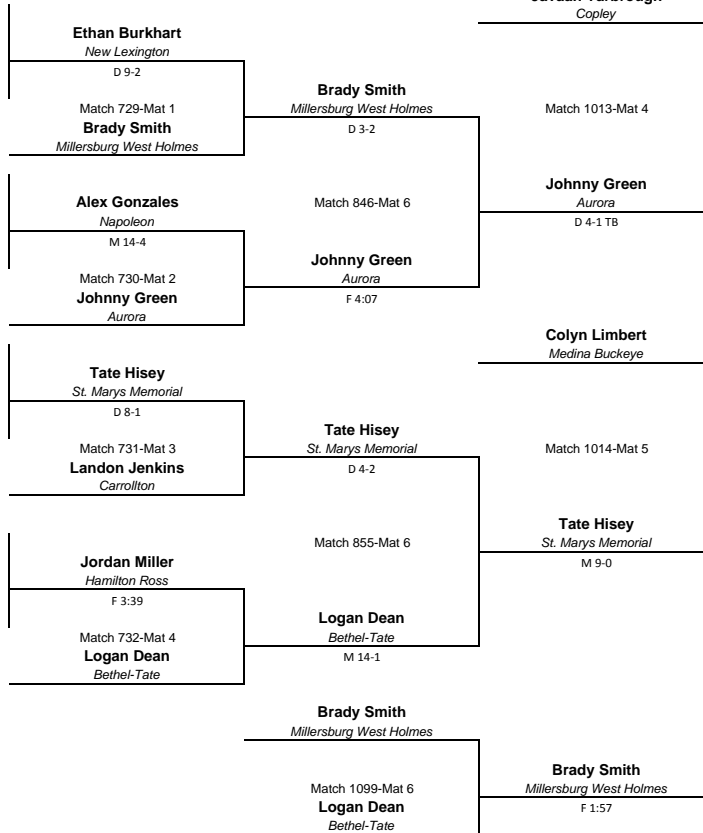 Ethan Burkhart
New Lexington
D 9-2
Match 729-Mat 1
Brady Smith
Millersburg West Holmes
Alex Gonzales
Napoleon
M 14-4
Match 730-Mat 2
Johnny Green
Aurora
Tate Hisey
St. Marys Memorial
D 8-1
Match 731-Mat 3
Landon Jenkins
Carrollton
Jordan Miller
Hamilton Ross
F 3:39
Match 732-Mat 4
Logan Dean
Bethel-Tate
Brady Smith
Millersburg West Holmes
D 3-2
Match 846-Mat 6
Johnny Green
Aurora
F 4:07
Tate Hisey
St. Marys Memorial
D 4-2
Match 855-Mat 6
Logan Dean
Bethel-Tate
M 14-1
Brady Smith
Millersburg West Holmes
Match 1099-Mat 6
Logan Dean
Bethel-Tate
Copley
Match 1013-Mat 4
Johnny Green
Aurora
D 4-1 TB
Colyn Limbert
Medina Buckeye
Match 1014-Mat 5
Tate Hisey
St. Marys Memorial
M 9-0
Brady Smith
Millersburg West Holmes
F 1:57